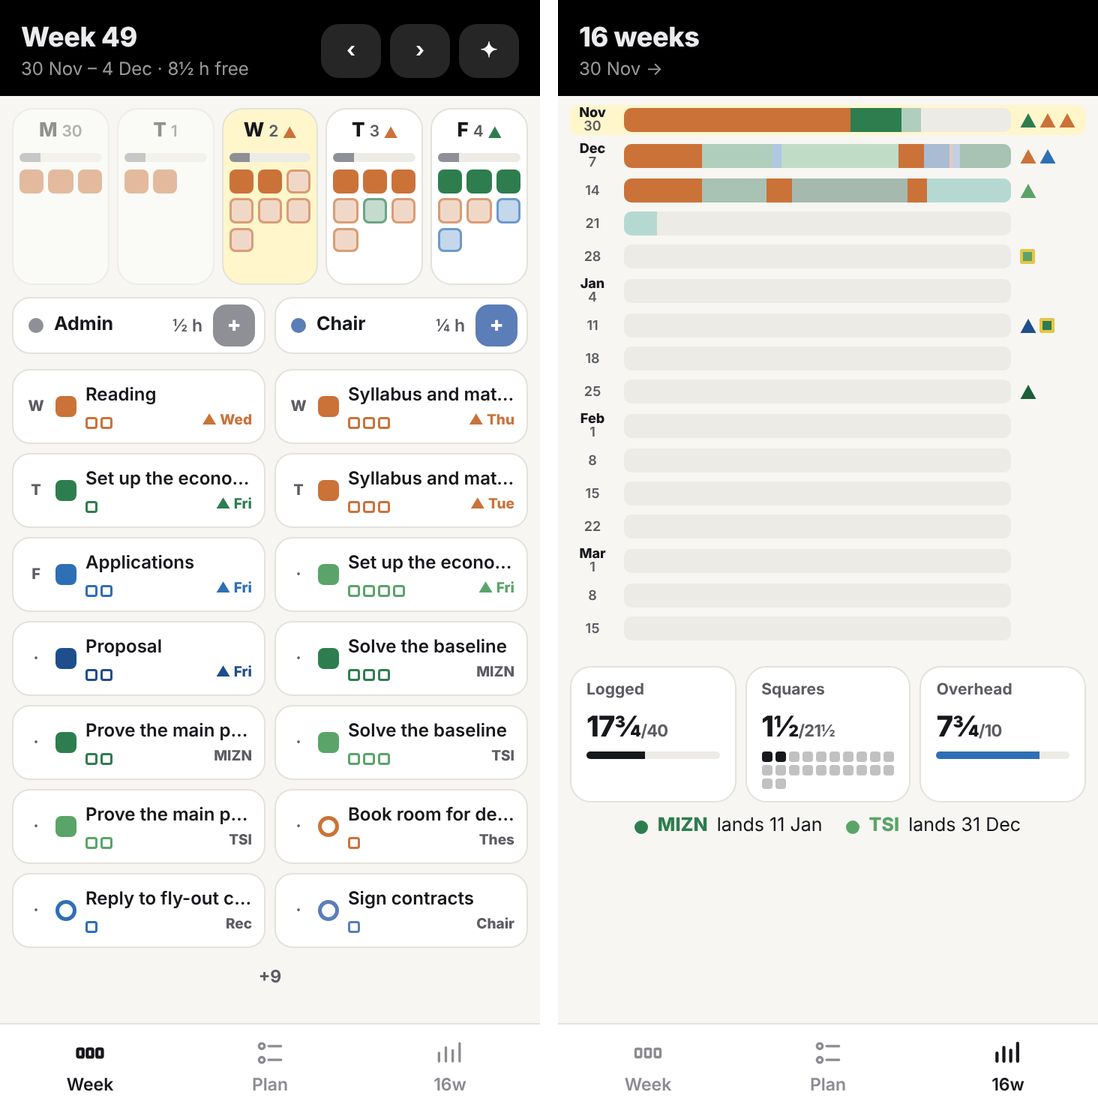 Week 49
30 Nov – 4 Dec · 8½ h free
M 30
T 1
W 2
T 3
F 4
Admin ½ h +
Chair ¼ h +
W Reading
Wed
W Syllabus and mat…
Thu
T Set up the econo…
Fri
T Syllabus and mat…
Tue
F Applications
Fri
· Set up the econo…
Fri
· Proposal
Fri
· Solve the baseline
MIZN
· Prove the main p…
MIZN
· Solve the baseline
TSI
· Prove the main p…
TSI
· Book room for de…
Thes
· Reply to fly-out c…
Rec
· Sign contracts
Chair
+9
Week
Plan
16w
16 weeks
30 Nov →
Nov
30
Dec
7
14
21
28
Jan
4
11
18
25
Feb
1
8
15
22
Mar
1
8
15
Logged
17¾/40
Squares
1½/21½
Overhead
7¾/10
MIZN lands 11 Jan
TSI lands 31 Dec
Week
Plan
16w